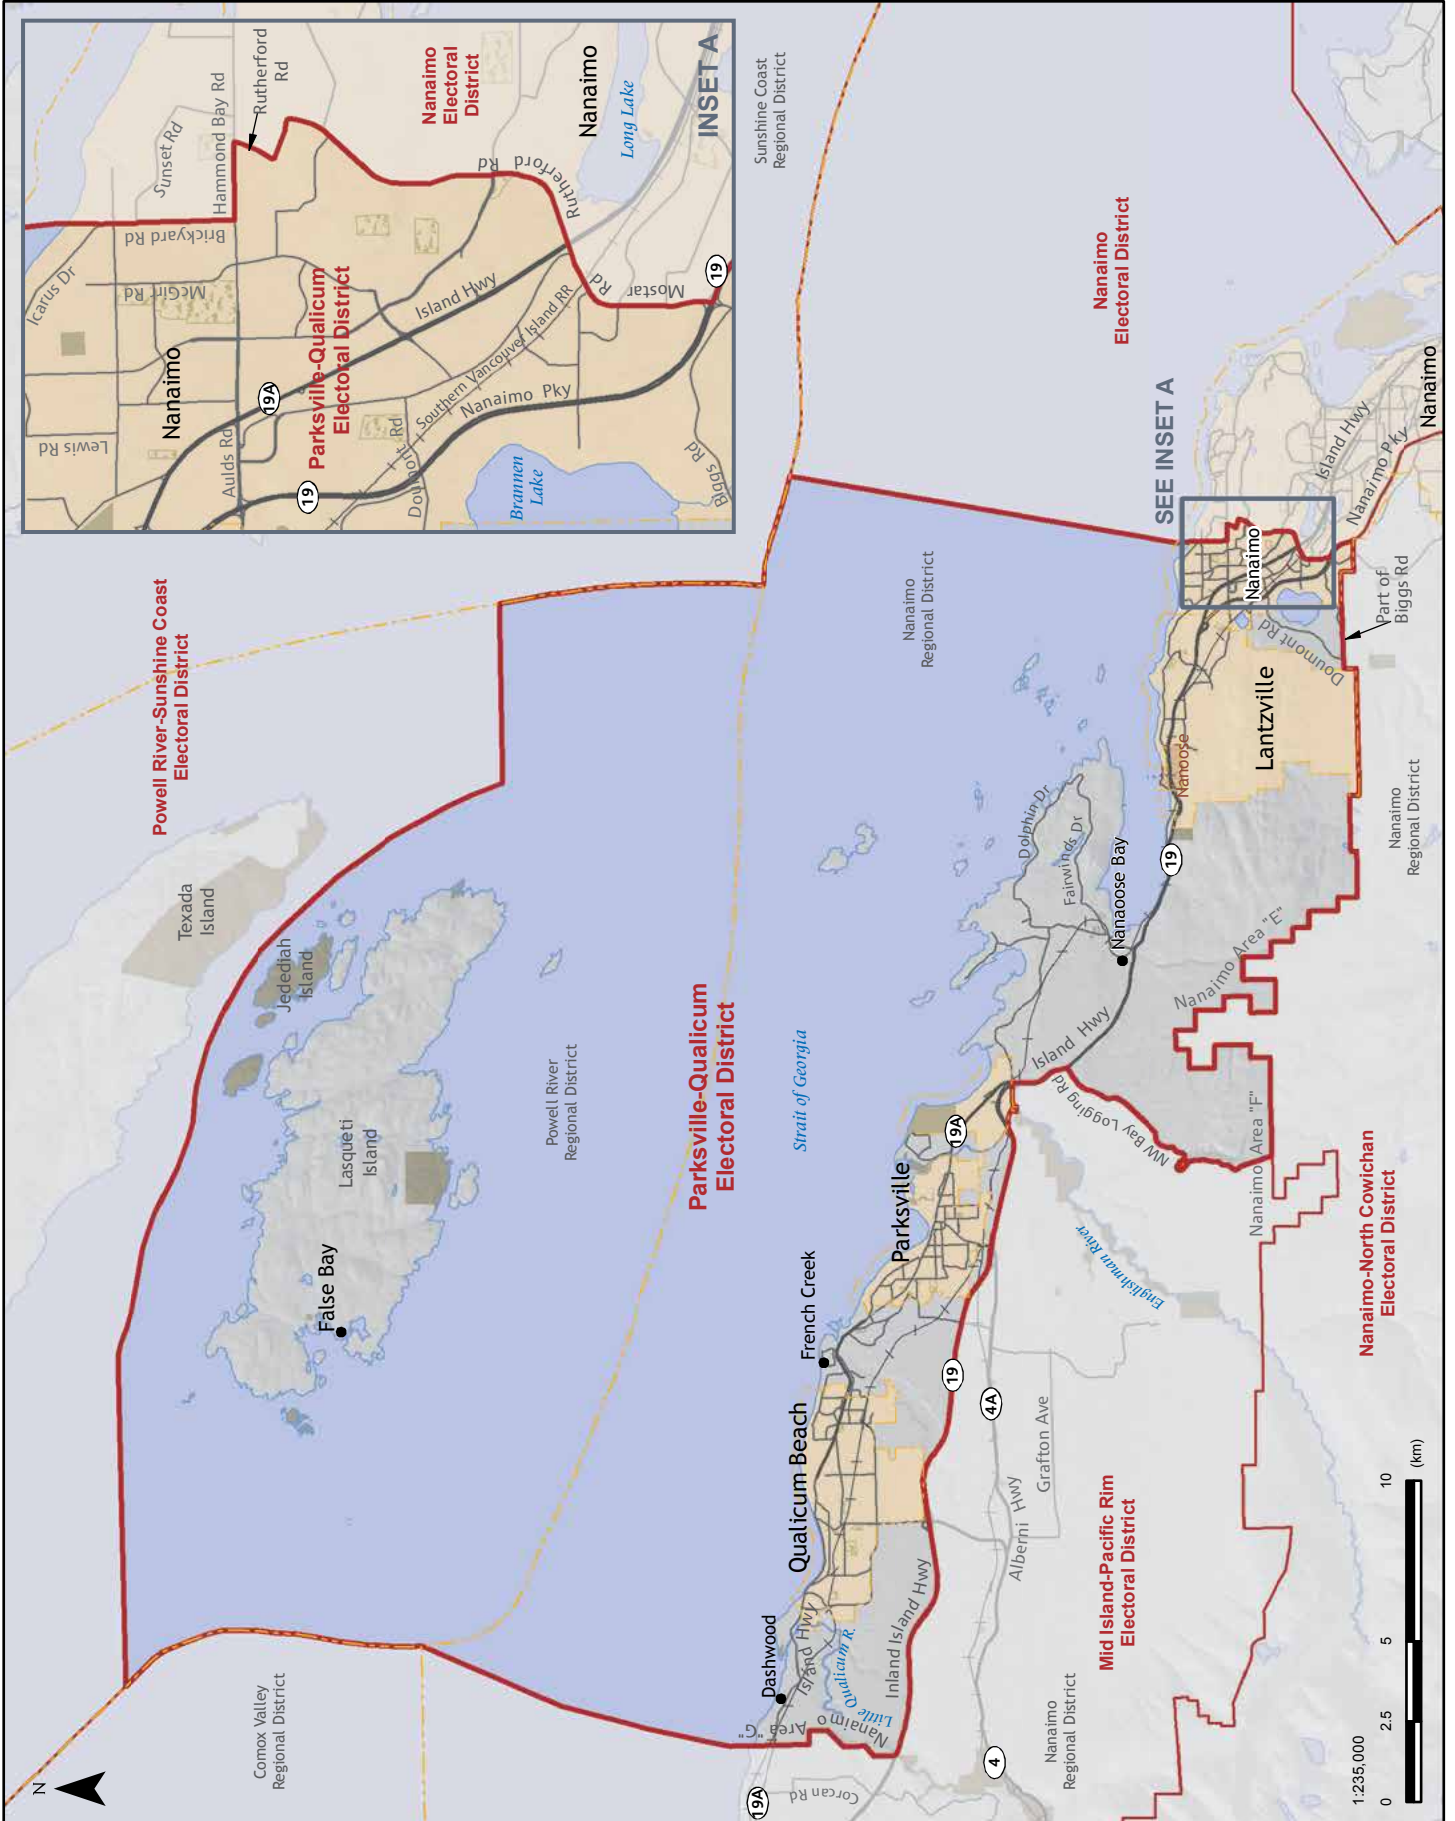 N
Comox Valley
Regional District
Powell River-Sunshine Coast
Electoral District
Texada
Island
Jedediah
Island
Lasqueti
Island
False Bay
Powell River
Regional District
Parksville-Qualicum
Electoral District
Strait of Georgia
Nanaimo
Regional District
Sunshine Coast
Regional District
Nanaimo
Electoral District
SEE INSET A
Dashwood
Qualicum Beach
French Creek
Parksville
Nanaoose Bay
Nanoose
Lantzville
Nanaimo
Nanaimo
Island Hwy
Nanaimo Pky
Part of
Biggs Rd
Doumont Rd
Dolphin Dr
Fairwinds Dr
19
Island Hwy
NW Bay Logging Rd
Nanaimo Area "E"
Nanaimo Area "F"
Nanaimo
Regional District
19A
Englishman River
19
4A
Grafton Ave
Alberni Hwy
Inland Island Hwy
Island Hwy
Little Qualicum R.
Nanaimo Area "G"
19A
Corcan Rd
4
Nanaimo
Regional District
Mid Island-Pacific Rim
Electoral District
Nanaimo-North Cowichan
Electoral District
1:235,000
0
2.5
5
10
(km)
INSET A
Icarus Dr
Lewis Rd
McGirr Rd
Brickyard Rd
Sunset Rd
Hammond Bay Rd
Rutherford
Rd
Nanaimo
Aulds Rd
19A
Parksville-Qualicum
Electoral District
Nanaimo
Electoral
District
Island Hwy
Southern Vancouver Island RR
Nanaimo Pky
19
Doumont Rd
Brannen
Lake
Biggs Rd
Mostar Rd
Rutherford Rd
Nanaimo
Long Lake
19